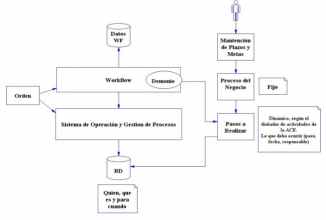 Datos
WF
Mantención
de Plazos y
Metas
Workflow
Demonio
Proceso del
Negocio
Fijo
Orden
Sistema de Operación y Gestion de Procesos
Pasos a
Realizar
Dinamico, según el
de actividades de
la ACE.
Lo que debe ocurrir (paso,
fecha, responsable)
BD
Quien, que
es y para
cuando